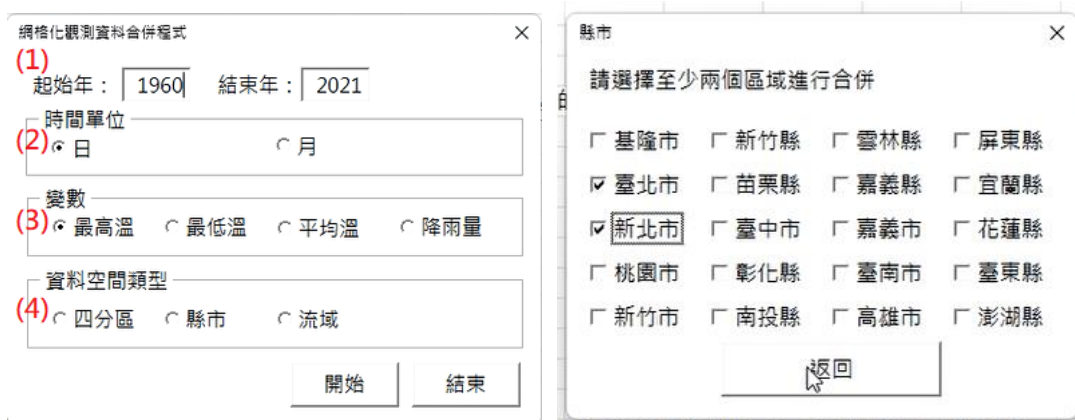 網格化觀測資料合併程式
(1)
起始年： 1960 結束年： 2021
時間單位
(2) 日 月
變數
(3) 最高溫 最低溫 平均溫 降雨量
資料空間類型
(4) 四分區 縣市 流域
開始 結束
縣市
請選擇至少兩個區域進行合併
基隆市 新竹縣 雲林縣 屏東縣
臺北市 苗栗縣 嘉義縣 宜蘭縣
新北市 臺中市 嘉義市 花蓮縣
桃園市 彰化縣 臺南市 臺東縣
新竹市 南投縣 高雄市 澎湖縣
返回